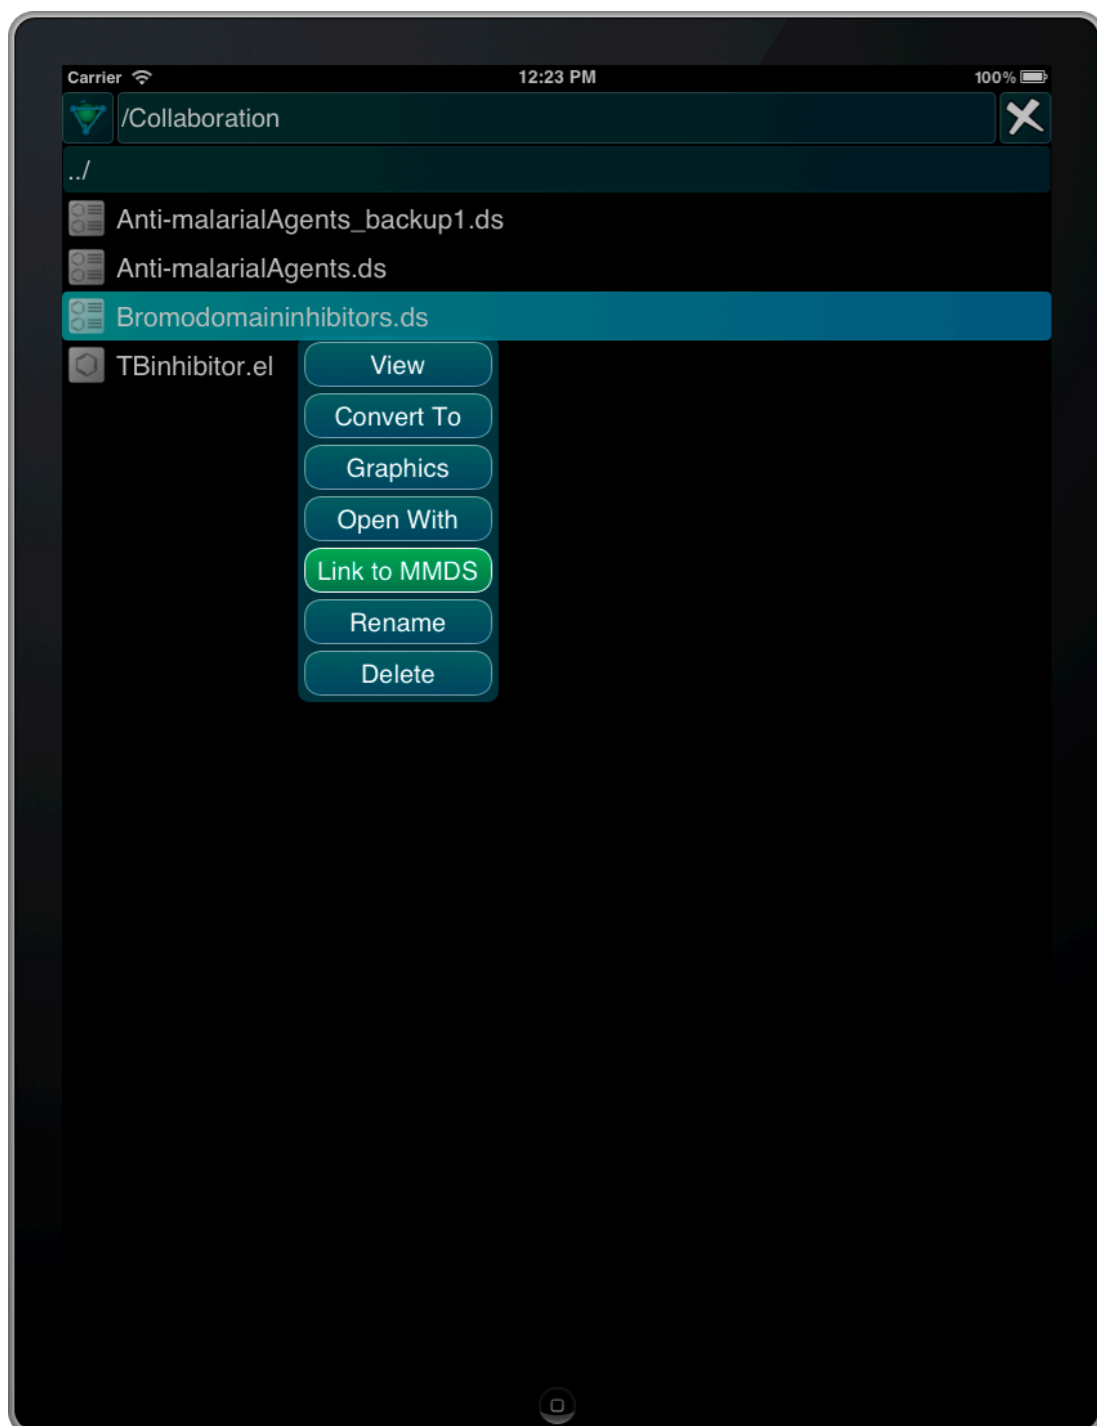 Carrier 12:23 PM 100%
/Collaboration
../
Anti-malarialAgents_backup1.ds
Anti-malarialAgents.ds
Bromodomaininhibitors.ds
TBinhibitor.el
View
Convert To
Graphics
Open With
Link to MMDS
Rename
Delete